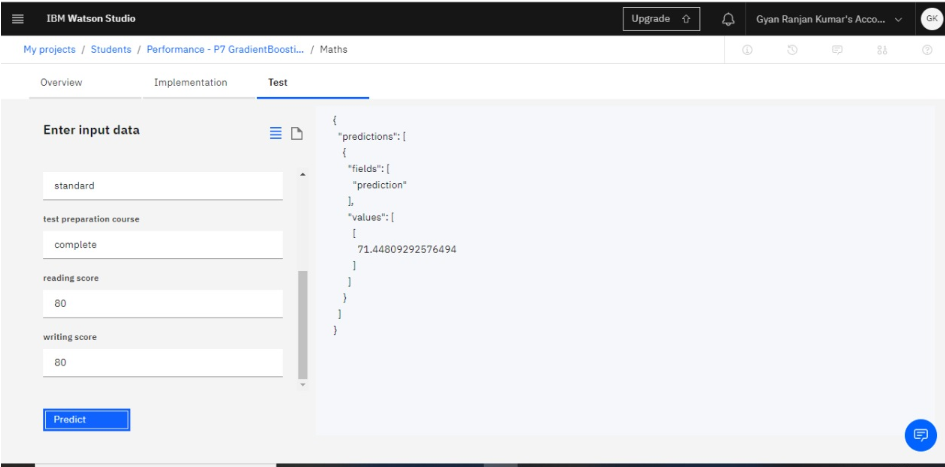 IBM Watson Studio
Upgrade
Gyan Ranjan Kumar's Acco...
GK
My projects / Students / Performance - P7 GradientBoosti... / Maths
Overview
Implementation
Test
Enter input data
standard
test preparation course
complete
reading score
80
writing score
80
Predict
{
"predictions": [
{
"fields": [
"prediction"
],
"values": [
[
71.44809292576494
]
]
}
]
}